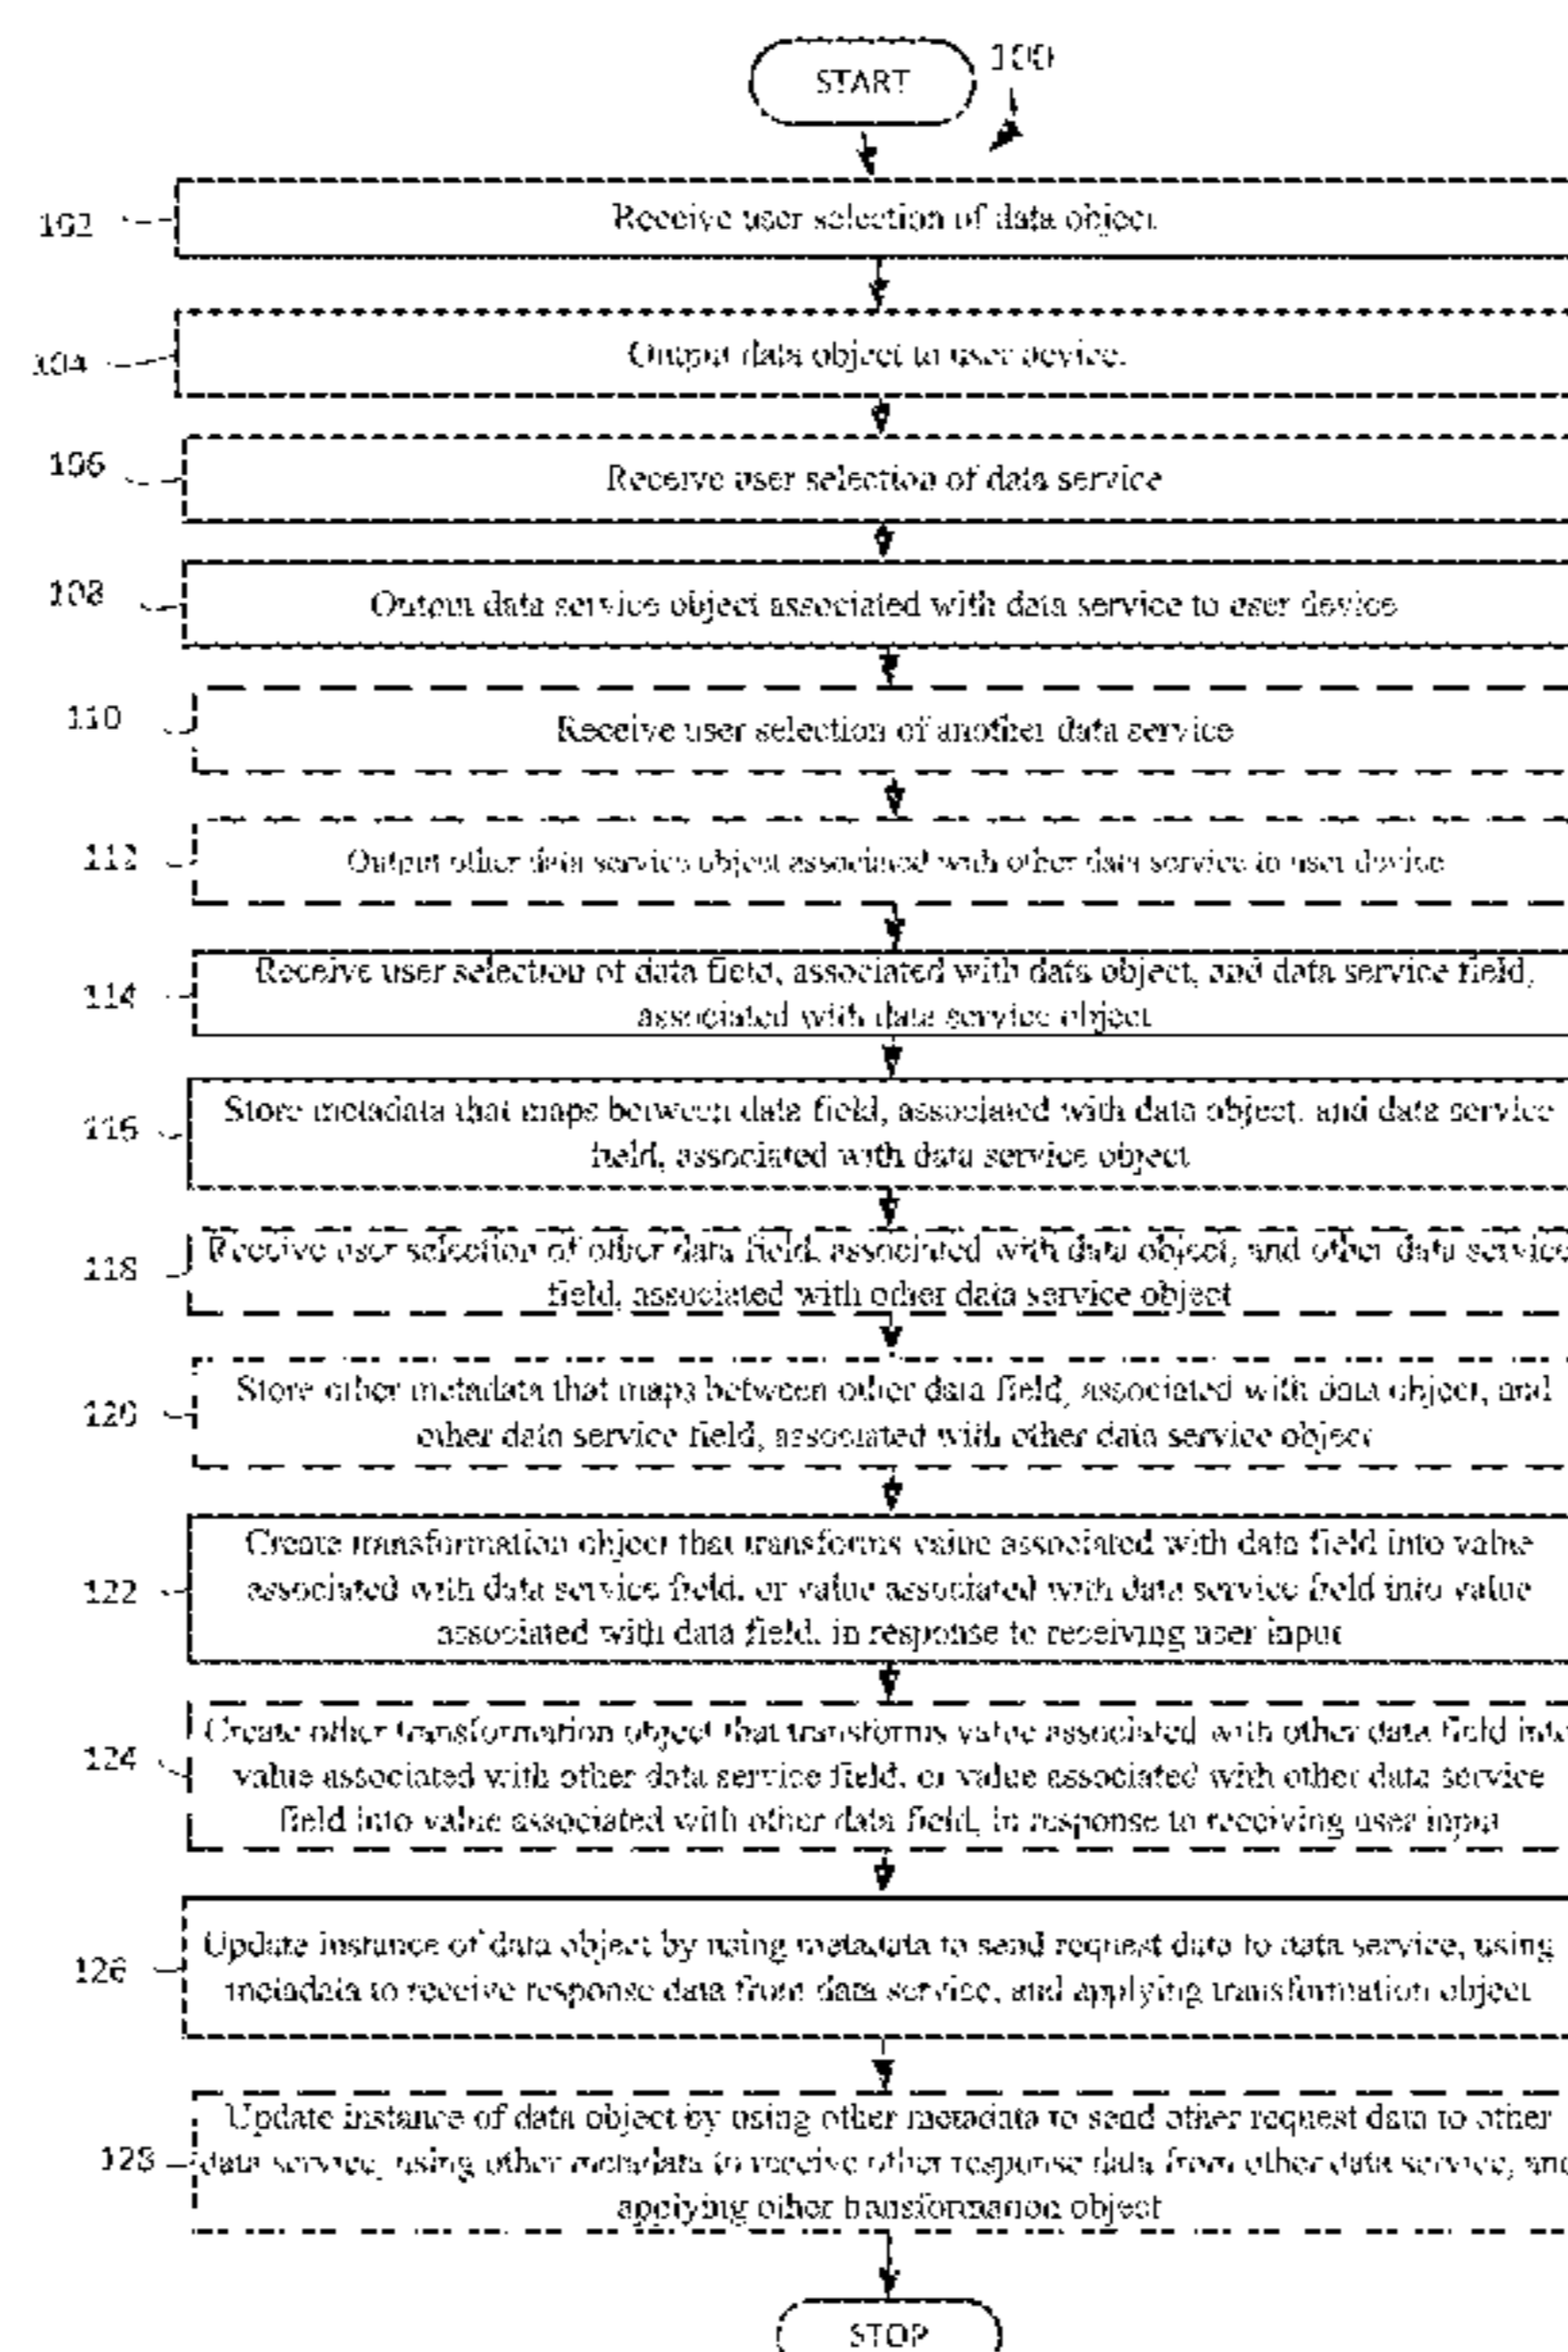 START
100
102
Receive user selection of data object
104
Output data object to user device
106
Receive user selection of data service
108
Output data service object associated with data service to user device
110
Receive user selection of another data service
112
Output other data service object associated with other data service to user device
114
Receive user selection of data field, associated with data object, and data service field,
associated with data service object
116
Store metadata that maps between data field, associated with data object, and data service
field, associated with data service object
118
Receive user selection of other data field, associated with data object, and other data service
field, associated with other data service object
120
Store other metadata that maps between other data field, associated with data object, and
other data service field, associated with other data service object
122
Create transformation object that transforms value associated with data field into value
associated with data service field, or value associated with data service field into value
associated with data field, in response to receiving user input
124
Create other transformation object that transforms value associated with other data field into
value associated with other data service field, or value associated with other data service
field into value associated with other data field, in response to receiving user input
126
Update instance of data object by using metadata to send request data to data service, using
metadata to receive response data from data service, and applying transformation object
128
Update instance of data object by using other metadata to send other request data to other
data service, using other metadata to receive other response data from other data service, and
applying other transformation object
STOP